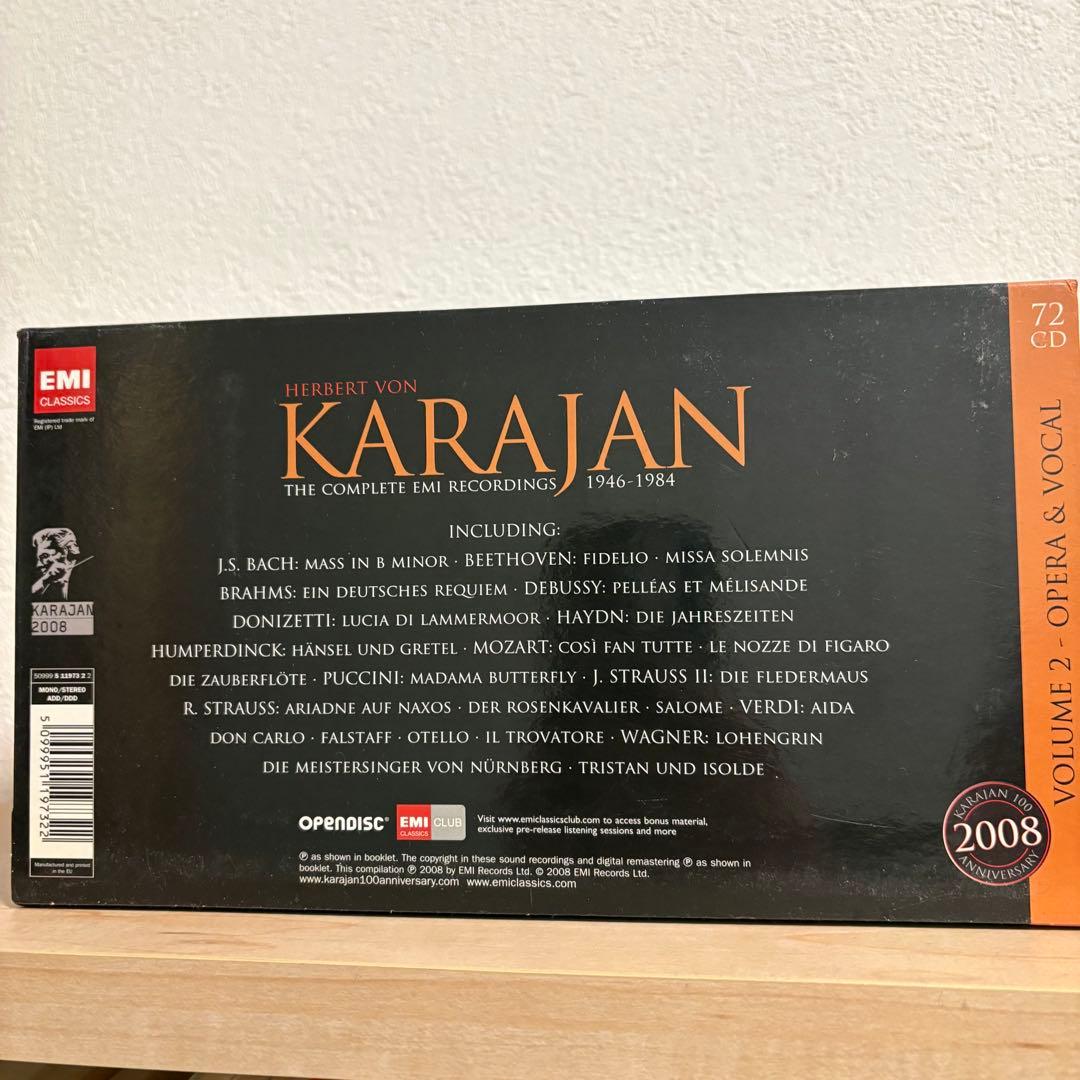 72
CD
EMI
CLASSICS
Registered trade mark of
EMI (IP) Ltd
HERBERT VON
KARAJAN
THE COMPLETE EMI RECORDINGS 1946-1984
INCLUDING:
J.S. BACH: MASS IN B MINOR · BEETHOVEN: FIDELIO · MISSA SOLEMNIS
BRAHMS: EIN DEUTSCHES REQUIEM · DEBUSSY: PELLÉAS ET MÉLISANDE
DONIZETTI: LUCIA DI LAMMERMOOR · HAYDN: DIE JAHRESZEITEN
HUMPERDINCK: HÄNSEL UND GRETEL · MOZART: COSÌ FAN TUTTE · LE NOZZE DI FIGARO
DIE ZAUBERFLÖTE · PUCCINI: MADAMA BUTTERFLY · J. STRAUSS II: DIE FLEDERMAUS
R. STRAUSS: ARIADNE AUF NAXOS · DER ROSENKAVALIER · SALOME · VERDI: AIDA
DON CARLO · FALSTAFF · OTELLO · IL TROVATORE · WAGNER: LOHENGRIN
DIE MEISTERSINGER VON NÜRNBERG · TRISTAN UND ISOLDE
KARAJAN
2008
50999 5 11973 2 2
MONO/STEREO
ADD/DDD
5 099951 197322
Manufactured and printed
in the EU
OPENDISC®
EMI
CLASSICS
CLUB
Visit www.emiclassicsclub.com to access bonus material,
exclusive pre-release listening sessions and more
℗ as shown in booklet. The copyright in these sound recordings and digital remastering ℗ as shown in
booklet. This compilation ℗ 2008 by EMI Records Ltd. © 2008 EMI Records Ltd.
www.karajan100anniversary.com www.emiclassics.com
VOLUME 2 - OPERA & VOCAL
KARAJAN 100
2008
ANNIVERSARY